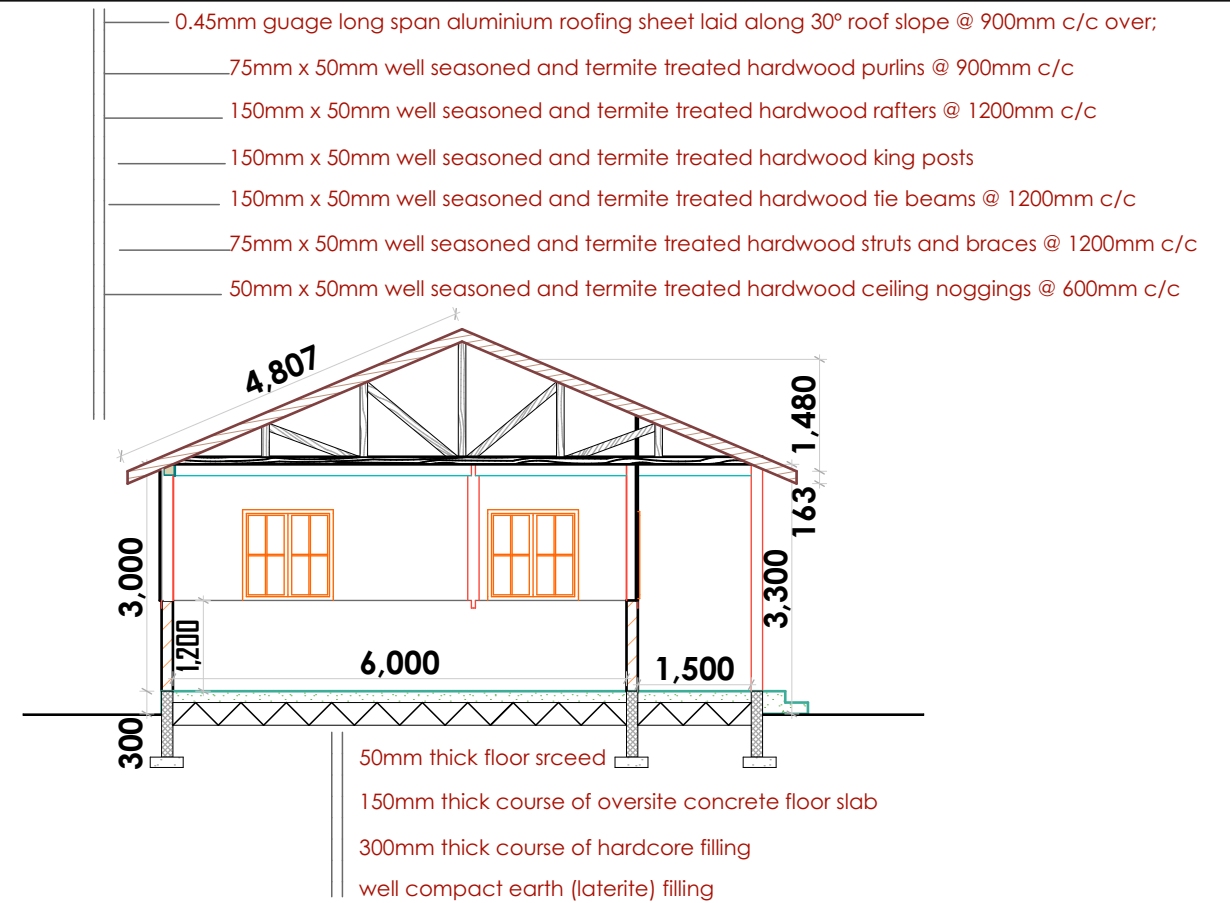 0.45mm guage long span aluminium roofing sheet laid along 30° roof slope @ 900mm c/c over;
75mm x 50mm well seasoned and termite treated hardwood purlins @ 900mm c/c
150mm x 50mm well seasoned and termite treated hardwood rafters @ 1200mm c/c
150mm x 50mm well seasoned and termite treated hardwood king posts
150mm x 50mm well seasoned and termite treated hardwood tie beams @ 1200mm c/c
75mm x 50mm well seasoned and termite treated hardwood struts and braces @ 1200mm c/c
50mm x 50mm well seasoned and termite treated hardwood ceiling noggings @ 600mm c/c
4,807
1,480
163
3,000
3,300
1,200
6,000
1,500
300
50mm thick floor srceed
150mm thick course of oversite concrete floor slab
300mm thick course of hardcore filling
well compact earth (laterite) filling